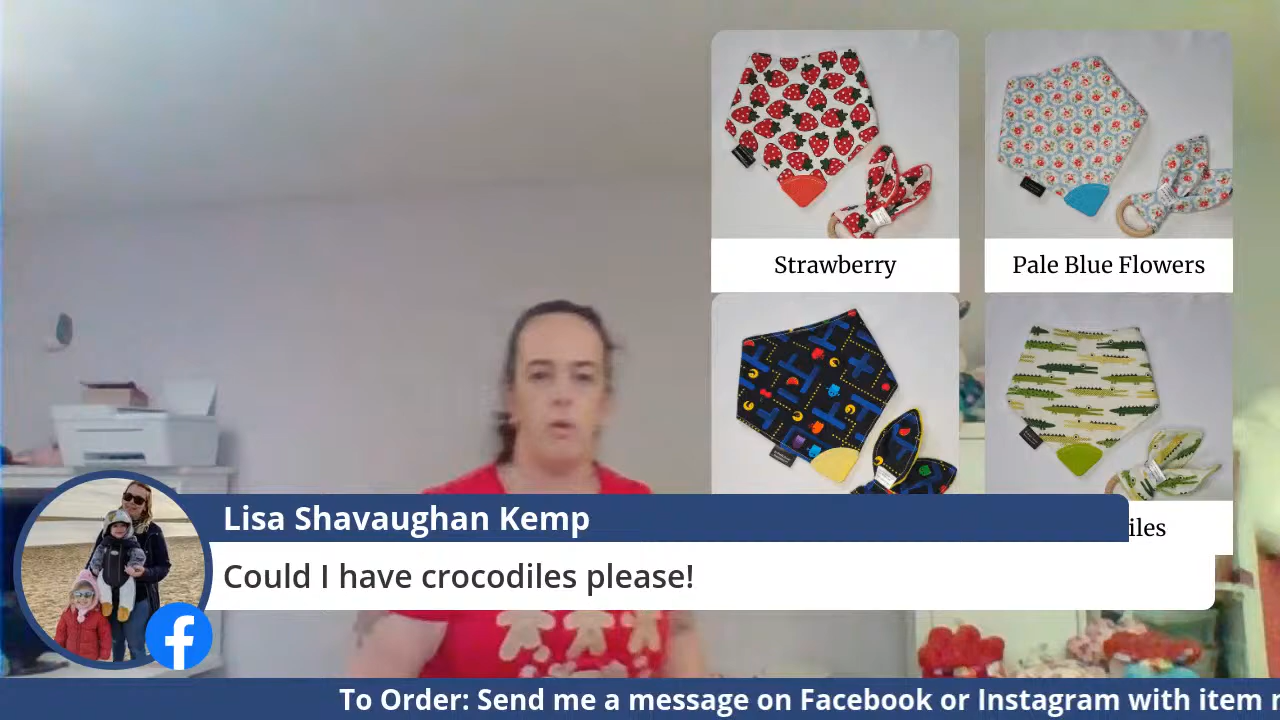 Strawberry
Pale Blue Flowers
iles
Lisa Shavaughan Kemp
Could I have crocodiles please!
To Order: Send me a message on Facebook or Instagram with item